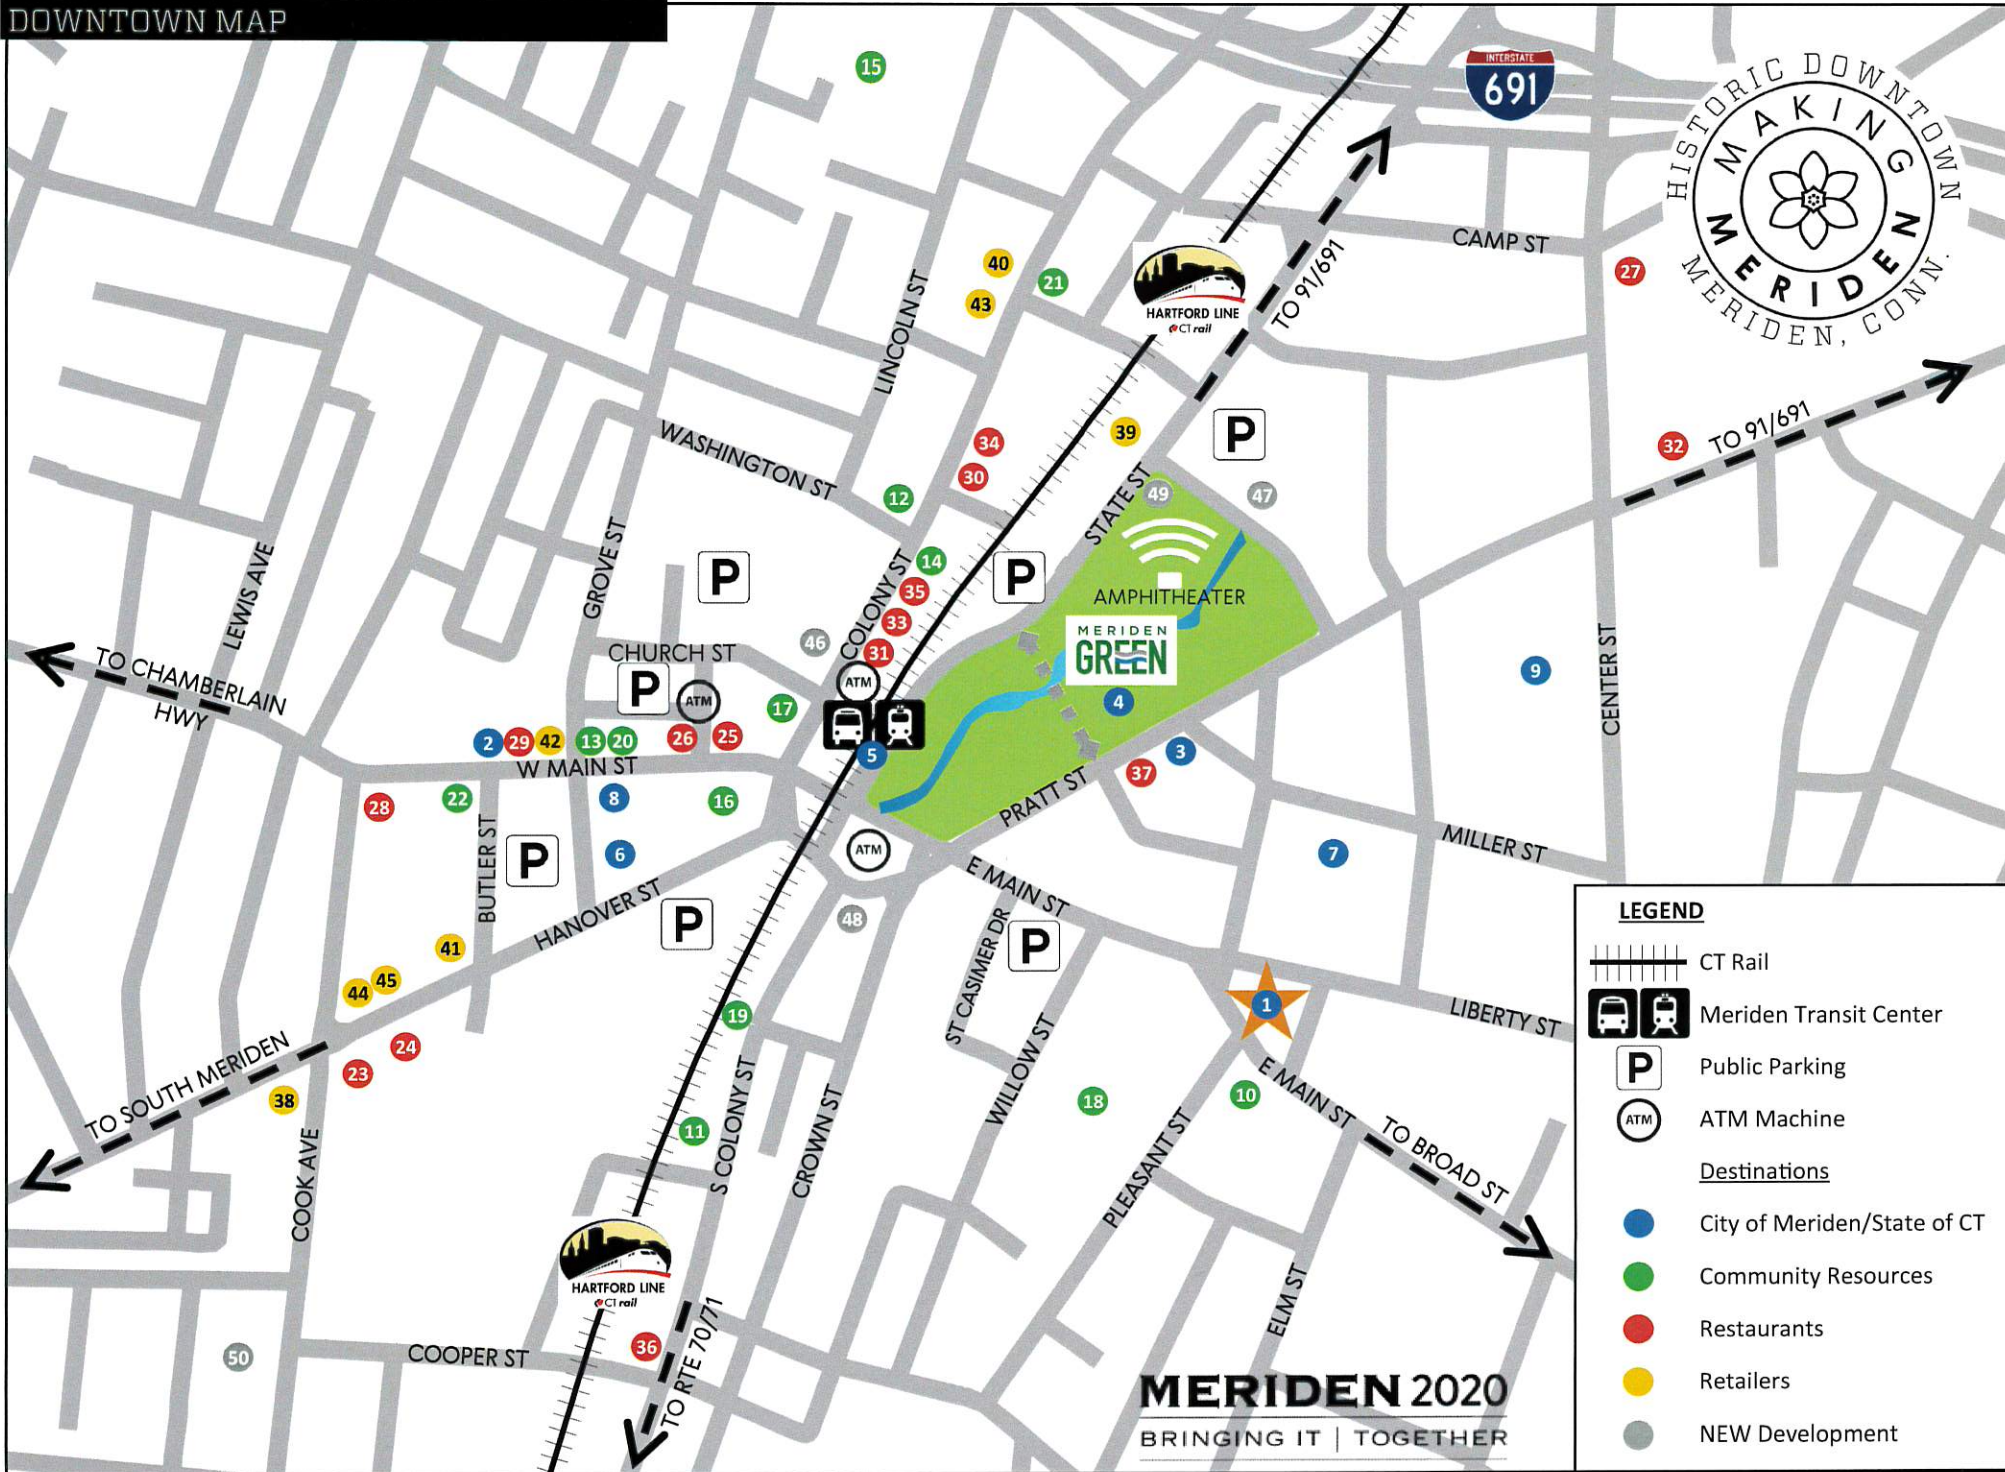 DOWNTOWN MAP
15
INTERSTATE
691
HISTORIC DOWNTOWN
MAKING
MERIDEN
MERIDEN, CONN.
CAMP ST
27
40
21
43
HARTFORD LINE
CT rail
TO 91/691
LINCOLN ST
39
P
34
30
32
TO 91/691
WASHINGTON ST
12
STATE ST
49
47
LEWIS AVE
GROVE ST
P
COLONY ST
14
35
33
31
P
AMPHITHEATER
MERIDEN
GREEN
4
9
CENTER ST
46
CHURCH ST
P
ATM
ATM
17
TO CHAMBERLAIN
HWY
2
29
42
13
20
26
25
5
3
37
W MAIN ST
PRATT ST
28
22
8
16
BUTLER ST
P
6
ATM
7
MILLER ST
HANOVER ST
P
48
E MAIN ST
ST CASIMER DR
P
41
45
44
19
1
LIBERTY ST
24
23
TO SOUTH MERIDEN
38
11
S COLONY ST
CROWN ST
WILLOW ST
18
10
E MAIN ST
TO BROAD ST
PLEASANT ST
COOK AVE
HARTFORD LINE
CT rail
36
TO RTE 70/71
ELM ST
50
COOPER ST
MERIDEN 2020
BRINGING IT | TOGETHER
LEGEND
CT Rail
Meriden Transit Center
P
Public Parking
ATM
ATM Machine
Destinations
City of Meriden/State of CT
Community Resources
Restaurants
Retailers
NEW Development